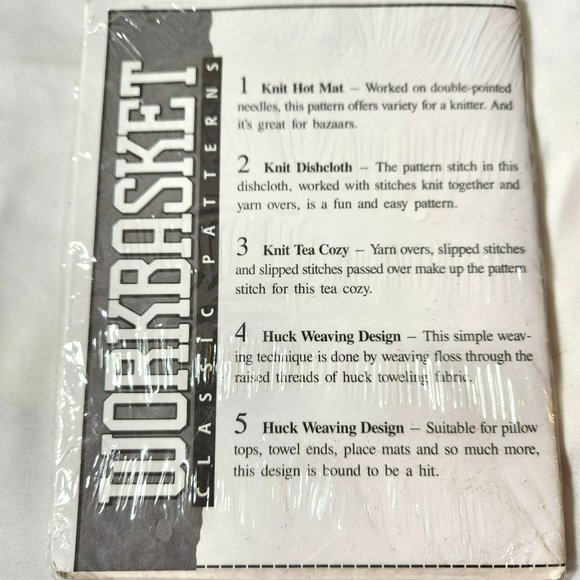 WORKBASKET
CLASSIC PATTERNS
1 Knit Hot Mat – Worked on double-pointed
needles, this pattern offers variety for a knitter. And
it's great for bazaars.
2 Knit Dishcloth – The pattern stitch in this
dishcloth, worked with stitches knit together and
yarn overs, is a fun and easy pattern.
3 Knit Tea Cozy – Yarn overs, slipped stitches
and slipped stitches passed over make up the pattern
stitch for this tea cozy.
4 Huck Weaving Design – This simple weav-
ing technique is done by weaving floss through the
raised threads of huck toweling fabric.
5 Huck Weaving Design – Suitable for pillow
tops, towel ends, place mats and so much more,
this design is bound to be a hit.